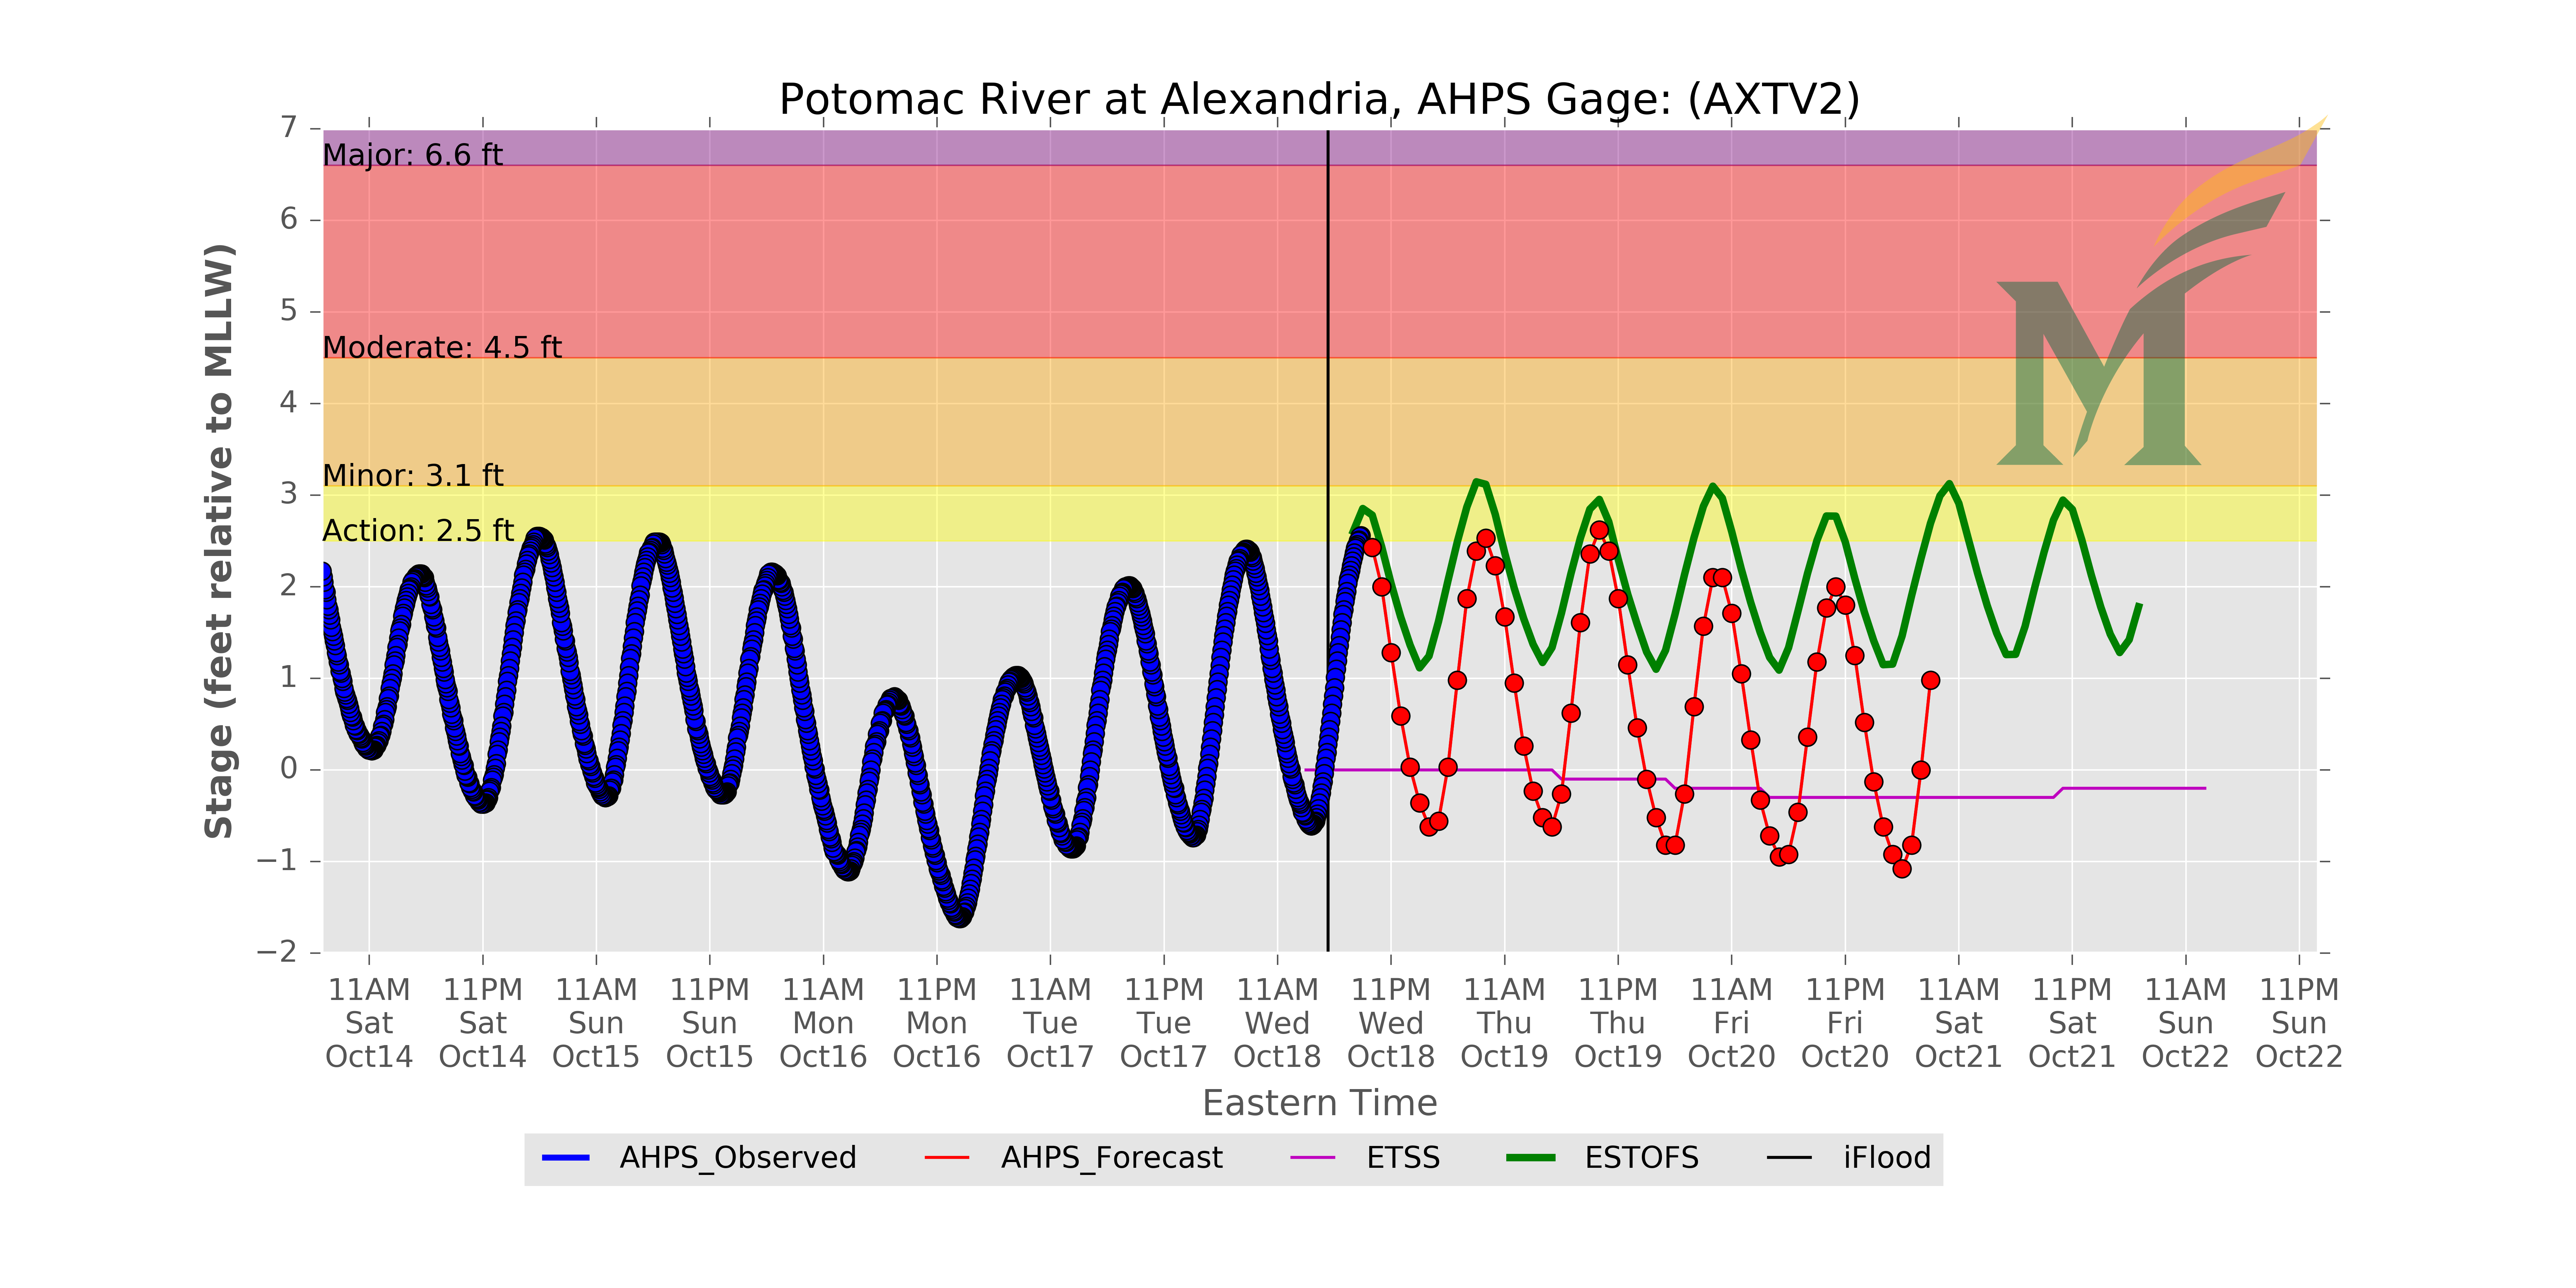 Potomac River at Alexandria, AHPS Gage: (AXTV2)
7
6
5
4
3
2
1
0
−1
−2
Stage (feet relative to MLLW)
Major: 6.6 ft
Moderate: 4.5 ft
Minor: 3.1 ft
Action: 2.5 ft
M
11AM 11PM 11AM 11PM 11AM 11PM 11AM 11PM 11AM 11PM 11AM 11PM 11AM 11PM 11AM 11PM 11AM 11PM
Sat Sat Sun Sun Mon Mon Tue Tue Wed Wed Thu Thu Fri Fri Sat Sat Sun Sun
Oct14 Oct14 Oct15 Oct15 Oct16 Oct16 Oct17 Oct17 Oct18 Oct18 Oct19 Oct19 Oct20 Oct20 Oct21 Oct21 Oct22 Oct22
Eastern Time
AHPS_Observed AHPS_Forecast ETSS ESTOFS iFlood